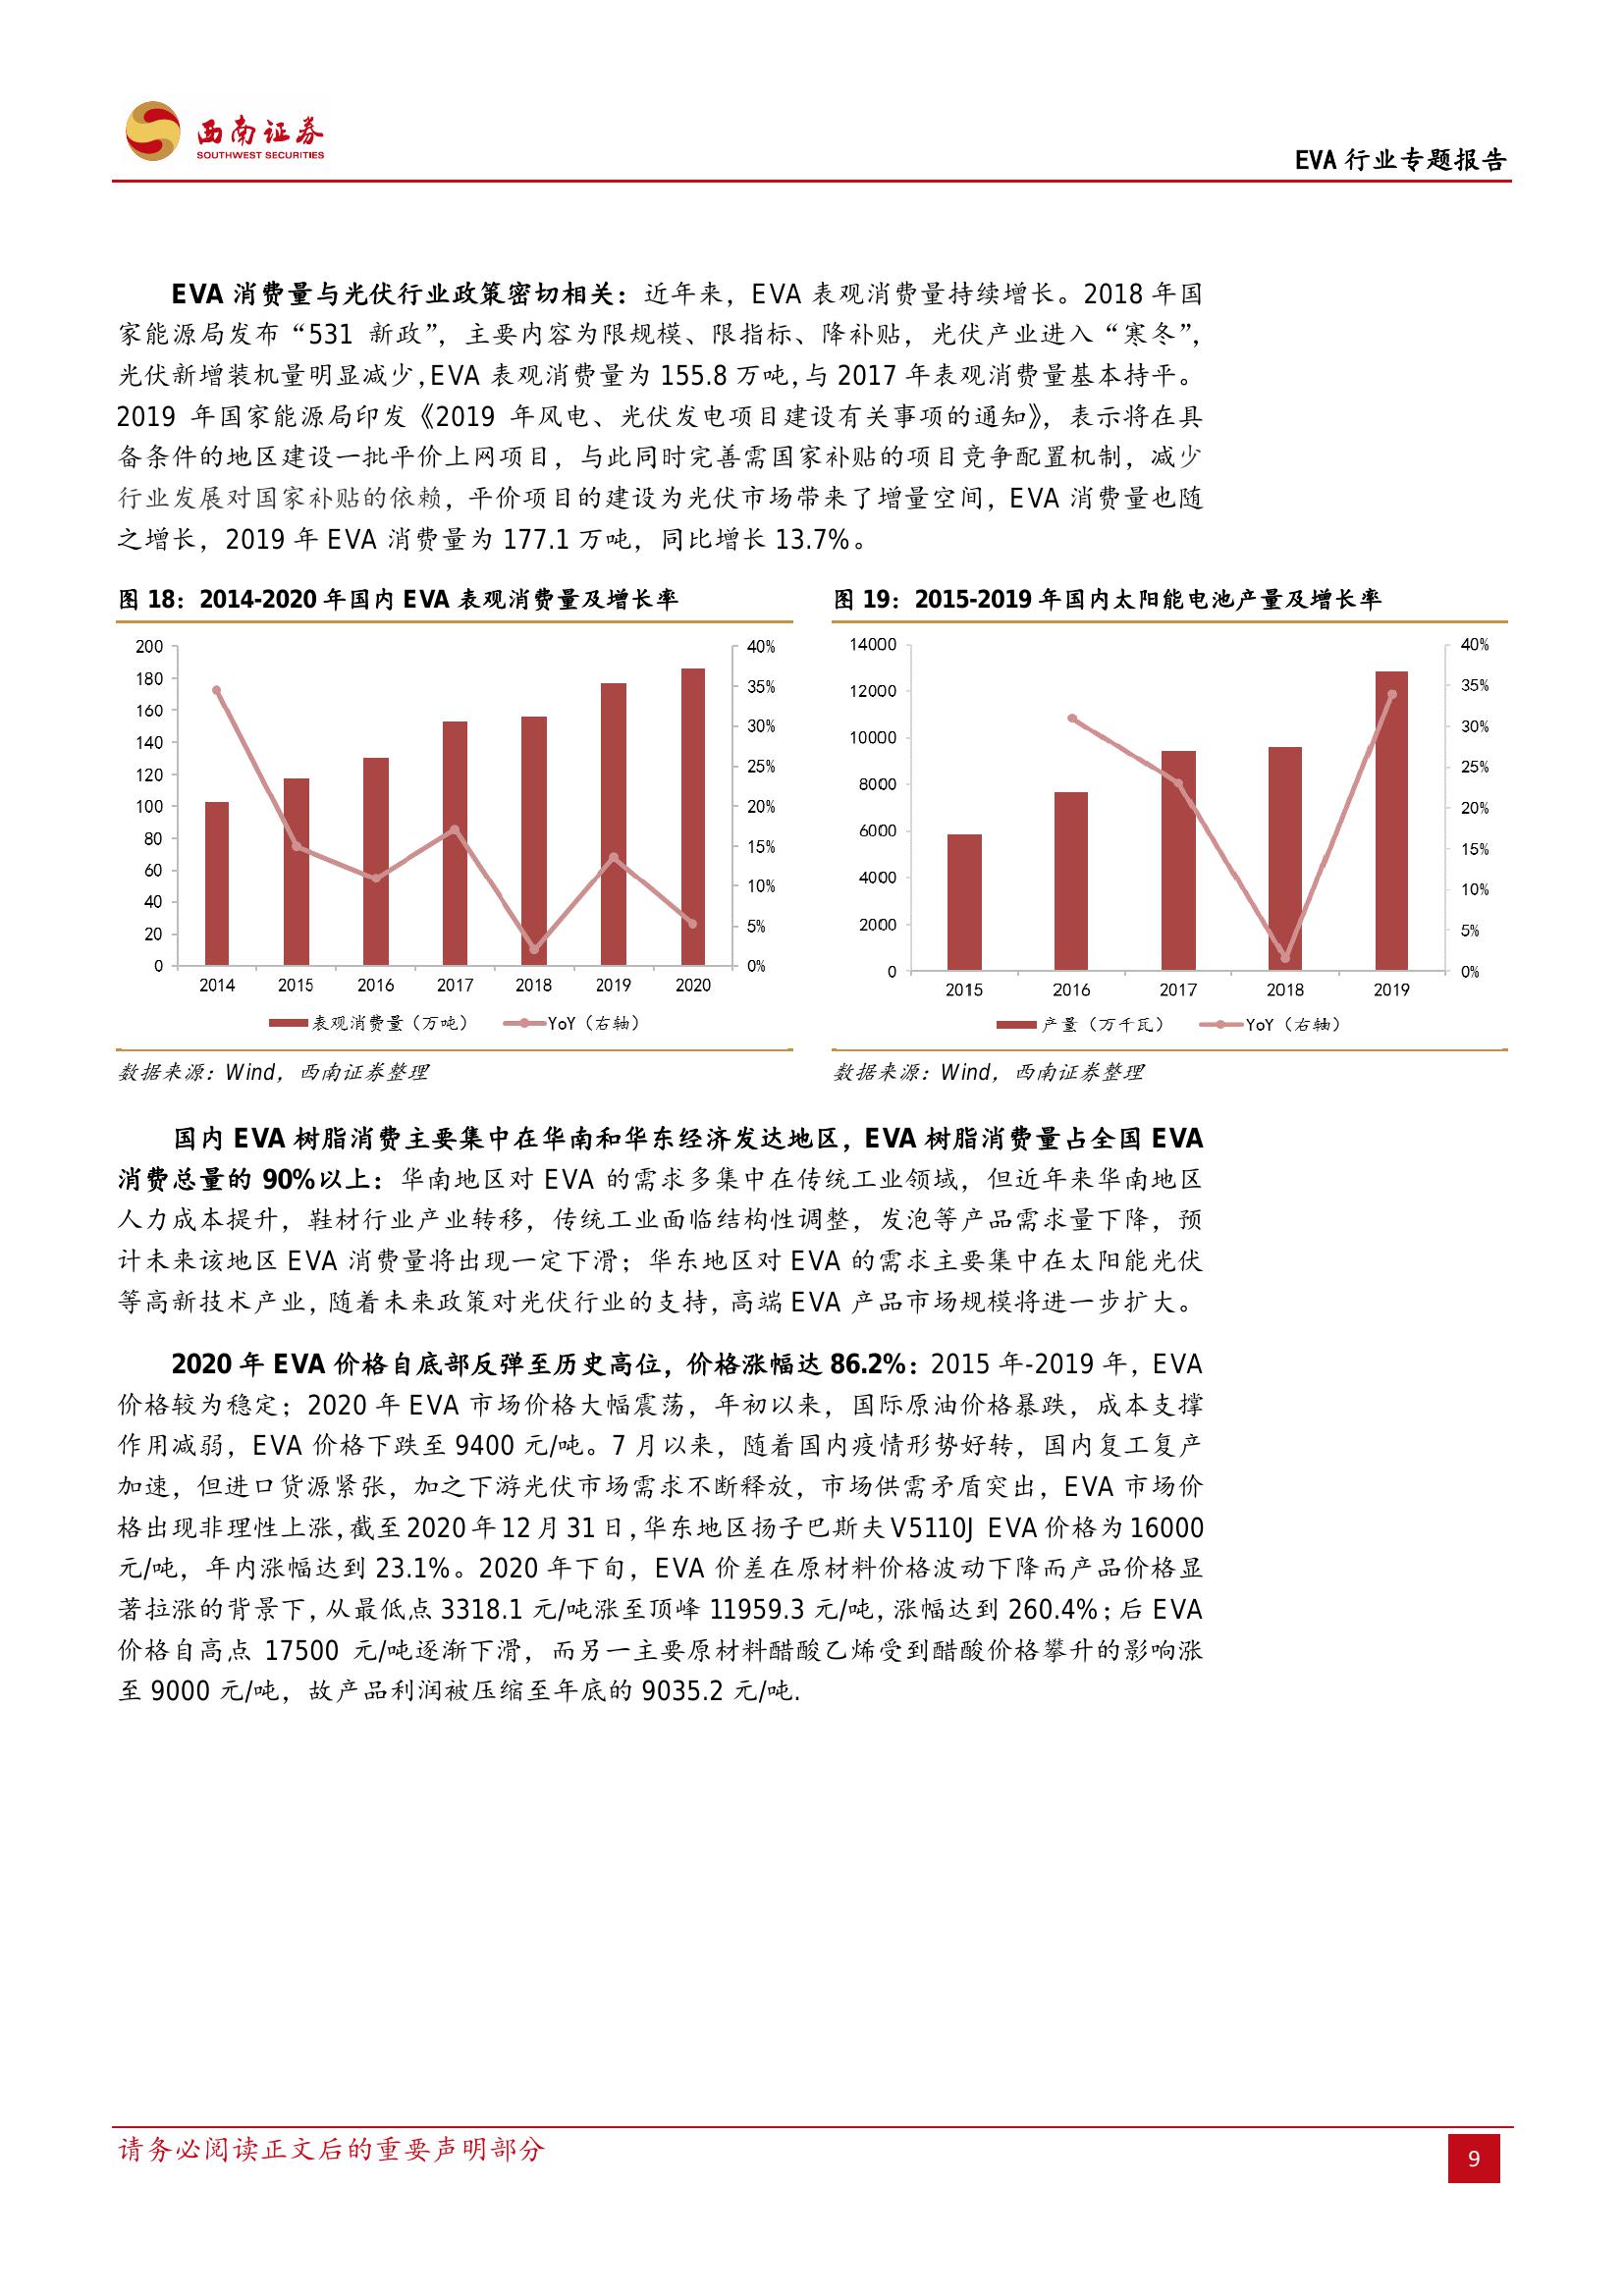 西南证券
SOUTHWEST SECURITIES
EVA 行业专题报告
EVA 消费量与光伏行业政策密切相关：近年来，EVA 表观消费量持续增长。2018 年国
家能源局发布“531 新政”，主要内容为限规模、限指标、降补贴，光伏产业进入“寒冬”，
光伏新增装机量明显减少，EVA 表观消费量为 155.8 万吨，与 2017 年表观消费量基本持平。
2019 年国家能源局印发《2019 年风电、光伏发电项目建设有关事项的通知》，表示将在具
备条件的地区建设一批平价上网项目，与此同时完善需国家补贴的项目竞争配置机制，减少
行业发展对国家补贴的依赖，平价项目的建设为光伏市场带来了增量空间，EVA 消费量也随
之增长，2019 年 EVA 消费量为 177.1 万吨，同比增长 13.7%。
图 18：2014-2020 年国内 EVA 表观消费量及增长率
200
180
160
140
120
100
80
60
40
20
0
40%
35%
30%
25%
20%
15%
10%
5%
0%
2014 2015 2016 2017 2018 2019 2020
表观消费量（万吨） YoY（右轴）
数据来源：Wind，西南证券整理
图 19：2015-2019 年国内太阳能电池产量及增长率
14000
12000
10000
8000
6000
4000
2000
0
40%
35%
30%
25%
20%
15%
10%
5%
0%
2015 2016 2017 2018 2019
产量（万千瓦） YoY（右轴）
数据来源：Wind，西南证券整理
国内 EVA 树脂消费主要集中在华南和华东经济发达地区，EVA 树脂消费量占全国 EVA
消费总量的 90%以上：华南地区对 EVA 的需求多集中在传统工业领域，但近年来华南地区
人力成本提升，鞋材行业产业转移，传统工业面临结构性调整，发泡等产品需求量下降，预
计未来该地区 EVA 消费量将出现一定下滑；华东地区对 EVA 的需求主要集中在太阳能光伏
等高新技术产业，随着未来政策对光伏行业的支持，高端 EVA 产品市场规模将进一步扩大。
2020 年 EVA 价格自底部反弹至历史高位，价格涨幅达 86.2%：2015 年-2019 年，EVA
价格较为稳定；2020 年 EVA 市场价格大幅震荡，年初以来，国际原油价格暴跌，成本支撑
作用减弱，EVA 价格下跌至 9400 元/吨。7 月以来，随着国内疫情形势好转，国内复工复产
加速，但进口货源紧张，加之下游光伏市场需求不断释放，市场供需矛盾突出，EVA 市场价
格出现非理性上涨，截至 2020 年 12 月 31 日，华东地区扬子巴斯夫 V5110J EVA 价格为 16000
元/吨，年内涨幅达到 23.1%。2020 年下旬，EVA 价差在原材料价格波动下降而产品价格显
著拉涨的背景下，从最低点 3318.1 元/吨涨至顶峰 11959.3 元/吨，涨幅达到 260.4%；后 EVA
价格自高点 17500 元/吨逐渐下滑，而另一主要原材料醋酸乙烯受到醋酸价格攀升的影响涨
至 9000 元/吨，故产品利润被压缩至年底的 9035.2 元/吨.
请务必阅读正文后的重要声明部分
9